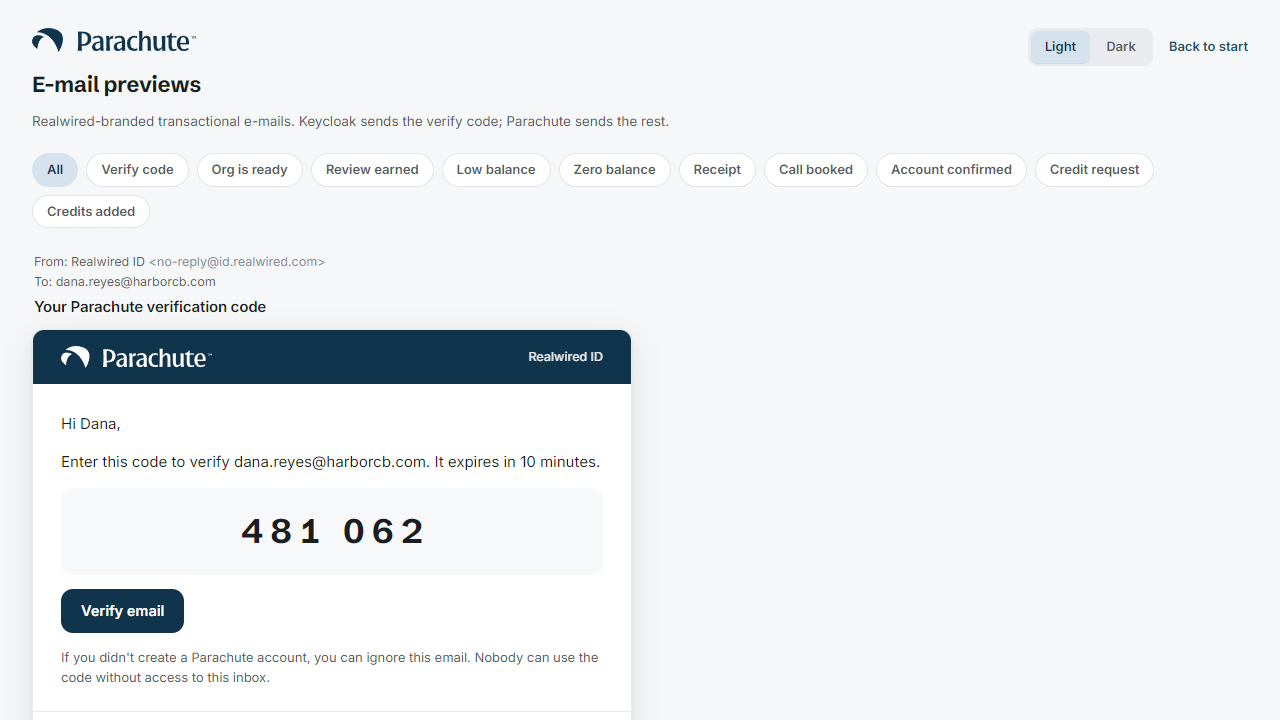 Parachute™
Light Dark Back to start
E-mail previews
Realwired-branded transactional e-mails. Keycloak sends the verify code; Parachute sends the rest.
All Verify code Org is ready Review earned Low balance Zero balance Receipt Call booked Account confirmed Credit request
Credits added
From: Realwired ID <no-reply@id.realwired.com>
To: dana.reyes@harborcb.com
Your Parachute verification code
Parachute™ Realwired ID
Hi Dana,
Enter this code to verify dana.reyes@harborcb.com. It expires in 10 minutes.
481 062
Verify email
If you didn't create a Parachute account, you can ignore this email. Nobody can use the
code without access to this inbox.